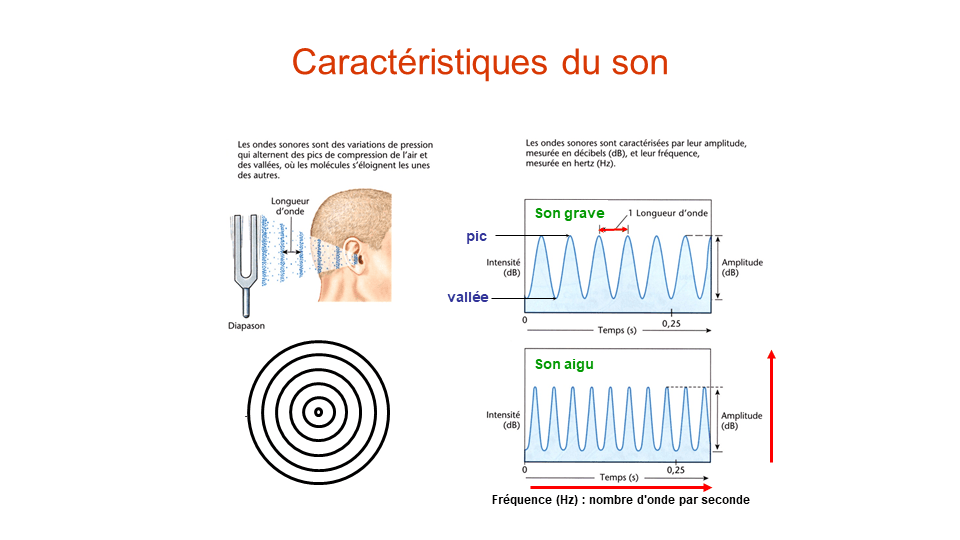 Caractéristiques du son
Les ondes sonores sont des variations de pression
qui alternent des pics de compression de l'air et
des vallées, où les molécules s'éloignent les unes
des autres.
Longueur
d'onde
Diapason
Les ondes sonores sont caractérisées par leur amplitude,
mesurée en décibels (dB), et leur fréquence,
mesurée en hertz (Hz).
Son grave
1 Longueur d'onde
pic
Intensité
(dB)
Amplitude
(dB)
vallée
0
0,25
Temps (s)
Son aigu
Intensité
(dB)
Amplitude
(dB)
0
0,25
Temps (s)
Fréquence (Hz) : nombre d'onde par seconde